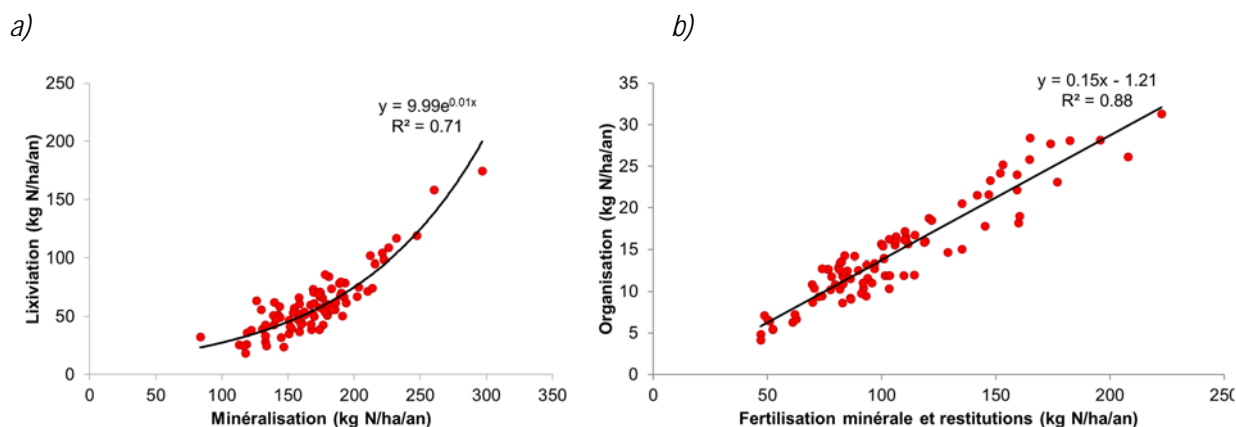 a)
b)
250
200
150
100
50
0
Lixiviation (kg N/ha/an)
y = 9.99e^0.01x
R² = 0.71
0 50 100 150 200 250 300 350
Minéralisation (kg N/ha/an)
35
30
25
20
15
10
5
0
Organisation (kg N/ha/an)
y = 0.15x - 1.21
R² = 0.88
0 50 100 150 200 250
Fertilisation minérale et restitutions (kg N/ha/an)